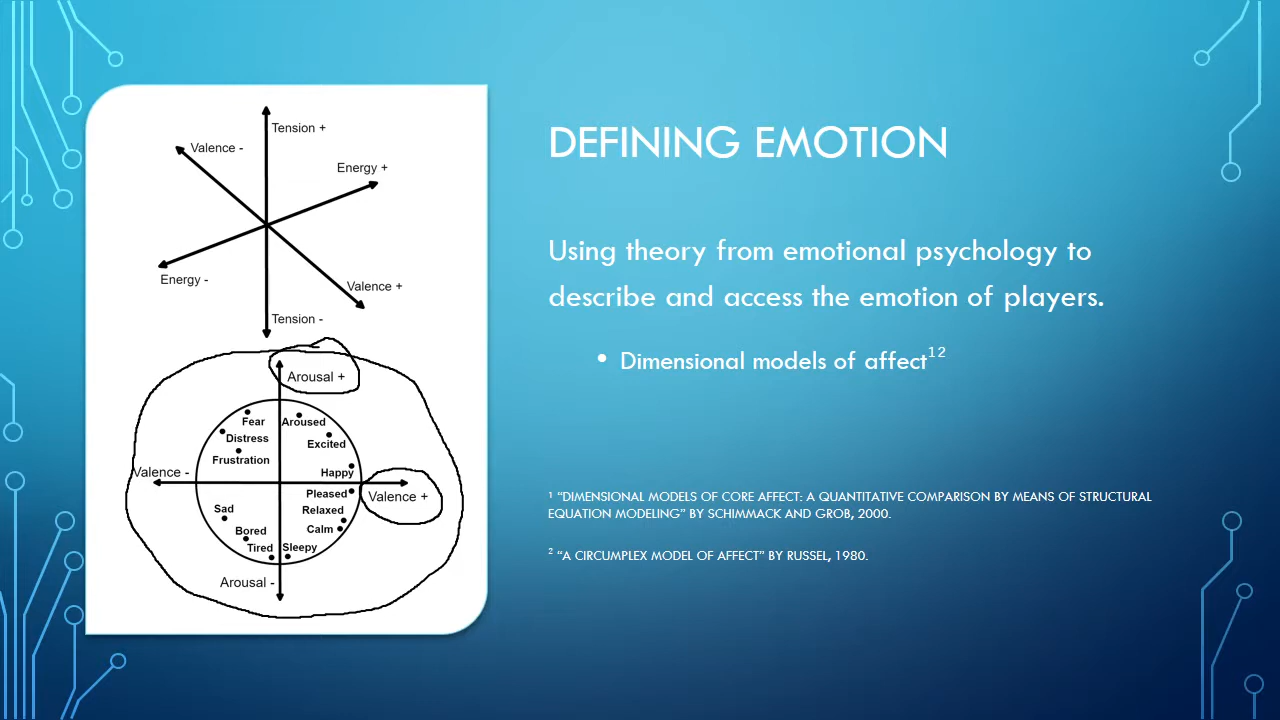 Tension +
Valence -
Energy +
Energy -
Valence +
Tension -
Arousal +
Fear
Aroused
Distress
Excited
Frustration
Happy
Valence -
Pleased
Valence +
Sad
Relaxed
Bored
Calm
Tired
Sleepy
Arousal -
DEFINING EMOTION
Using theory from emotional psychology to
describe and access the emotion of players.
• Dimensional models of affect12
1 “DIMENSIONAL MODELS OF CORE AFFECT: A QUANTITATIVE COMPARISON BY MEANS OF STRUCTURAL
EQUATION MODELING” BY SCHIMMACK AND GROB, 2000.
2 “A CIRCUMPLEX MODEL OF AFFECT” BY RUSSEL, 1980.